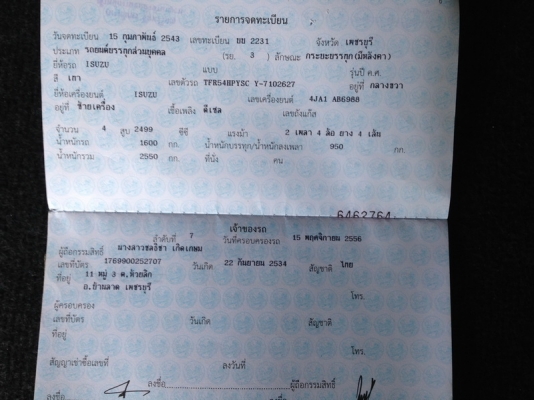 รายการจดทะเบียน
วันจดทะเบียน 15 กุมภาพันธ์ 2543 เลขทะเบียน 2231 จังหวัด เพชรบุรี
ประเภท รถยนต์บรรทุกส่วนบุคคล (รย. 3 ) ลักษณะ กระบะบรรทุก(มีหลังคา)
ยี่ห้อรถ ISUZU แบบ รุ่นปี ค.ศ.
สี เทา เลขตัวรถ TFR54HPYSC Y-7102627 อยู่ที่ กลางขวา
ยี่ห้อเครื่องยนต์ ISUZU เลขเครื่องยนต์ 4JA1 AB6988
อยู่ที่ ซ้ายเครื่อง เชื้อเพลิง ดีเซล เลขถังแก๊ส
จำนวน 4 สูบ 2499 ซีซี แรงม้า 2 เพลา 4 ล้อ ยาง 4 เส้น
น้ำหนักรถ 1600 กก. น้ำหนักบรรทุก/น้ำหนักลงเพลา 950 กก.
น้ำหนักรวม 2550 กก. ที่นั่ง คน
6462764
เจ้าของรถ
ลำดับที่ 7 วันที่ครอบครองรถ 15 พฤศจิกายน 2556
ผู้ถือกรรมสิทธิ์ นางสาวชลธิชา เกิดเกษม
เลขที่บัตร 1769900252707 วันเกิด 22 กันยายน 2534 สัญชาติ ไทย
ที่อยู่ 11 หมู่ 3 ต.ห้วยลึก
อ.บ้านลาด เพชรบุรี โทร.
ผู้ครอบครอง
เลขที่บัตร วันเกิด สัญชาติ
ที่อยู่
โทร.
สัญญาเช่าซื้อเลขที่ ลงวันที่
ลงชื่อ ลงชื่อ ผู้ถือกรรมสิทธิ์